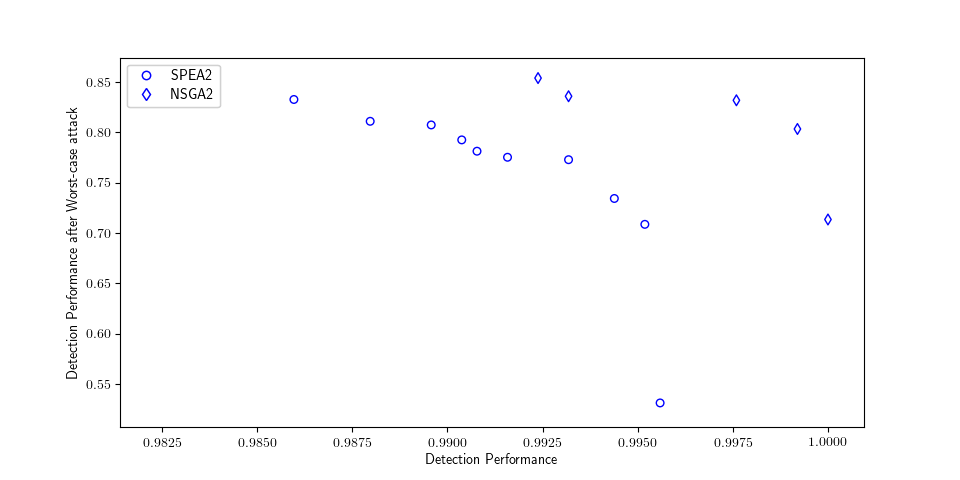 SPEA2
NSGA2
0.85
0.80
0.75
0.70
0.65
0.60
0.55
Detection Performance after Worst-case attack
0.9825 0.9850 0.9875 0.9900 0.9925 0.9950 0.9975 1.0000
Detection Performance